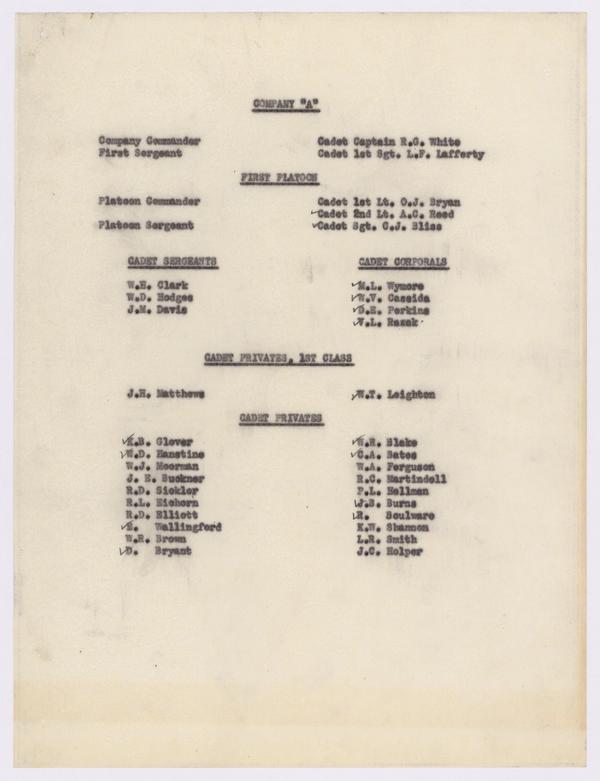 COMPANY "A"
Company Commander Cadet Captain R.G. White
First Sergeant Cadet 1st Sgt. L.F. Lafferty
FIRST PLATOON
Platoon Commander Cadet 1st Lt. O.J. Bryan
Cadet 2nd Lt. A.C. Reed
Platoon Sergeant Cadet Sgt. C.J. Bliss
CADET SERGEANTS CADET CORPORALS
W.H. Clark M.L. Wymore
W.D. Hodges W.V. Cassida
J.M. Davis D.E. Perkins
V.L. Razak
CADET PRIVATES, 1ST CLASS
J.H. Matthews W.T. Leighton
CADET PRIVATES
K.B. Glover W.R. Blake
W.D. Hanstine C.A. Bates
W.J. Moorman W.A. Ferguson
J. E. Buckner R.C. Martindell
R.D. Sickler P.L. Hellman
R.L. Eichorn J.B. Burns
R.D. Elliott R. Boulware
E. Wallingford K.W. Shannon
W.R. Brown L.R. Smith
D. Bryant J.C. Holper